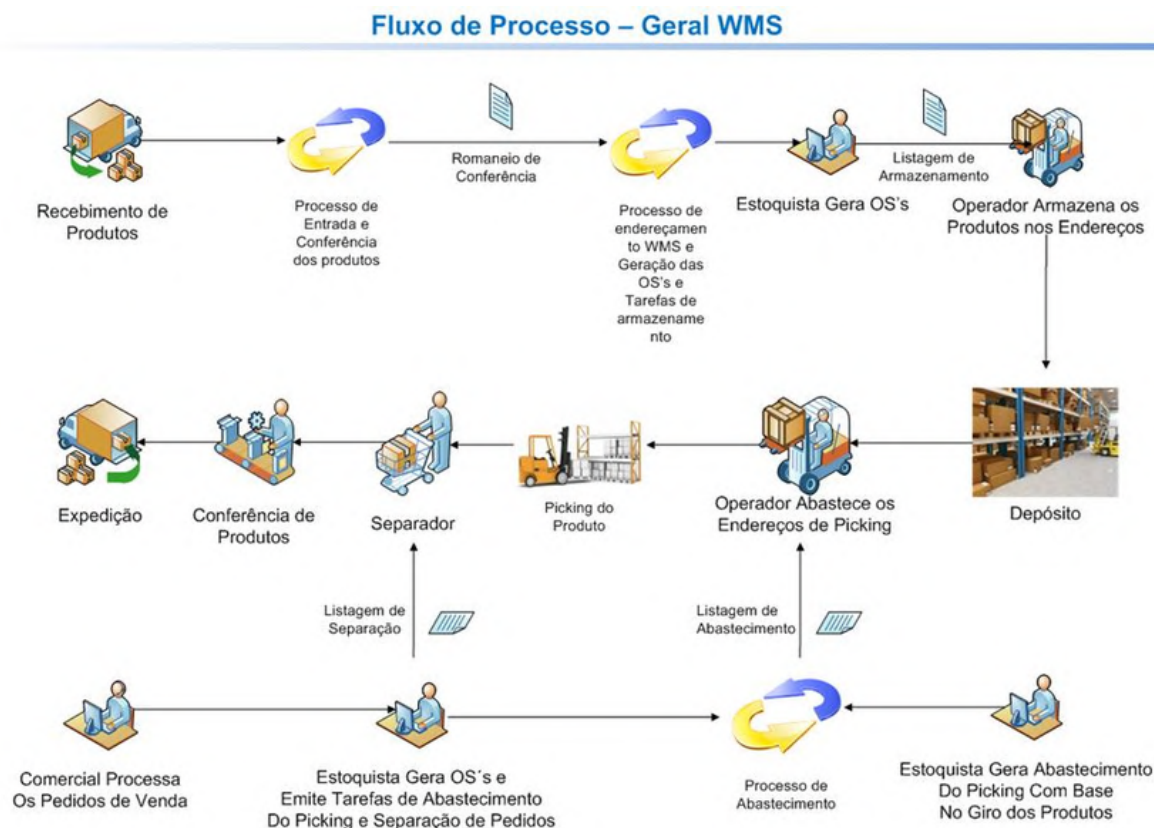 Fluxo de Processo – Geral WMS
Recebimento de
Produtos
Processo de
Entrada e
Conferência
dos produtos
Romaneio de
Conferência
Processo de
endereçamen
to WMS e
Geração das
OS's e
Tarefas de
armazename
nto
Estoquista Gera OS's
Listagem de
Armazenamento
Operador Armazena os
Produtos nos Endereços
Expedição
Conferência de
Produtos
Separador
Picking do
Produto
Operador Abastece os
Endereços de Picking
Depósito
Listagem de
Separação
Listagem de
Abastecimento
Comercial Processa
Os Pedidos de Venda
Estoquista Gera OS´s e
Emite Tarefas de Abastecimento
Do Picking e Separação de Pedidos
Processo de
Abastecimento
Estoquista Gera Abastecimento
Do Picking Com Base
No Giro dos Produtos